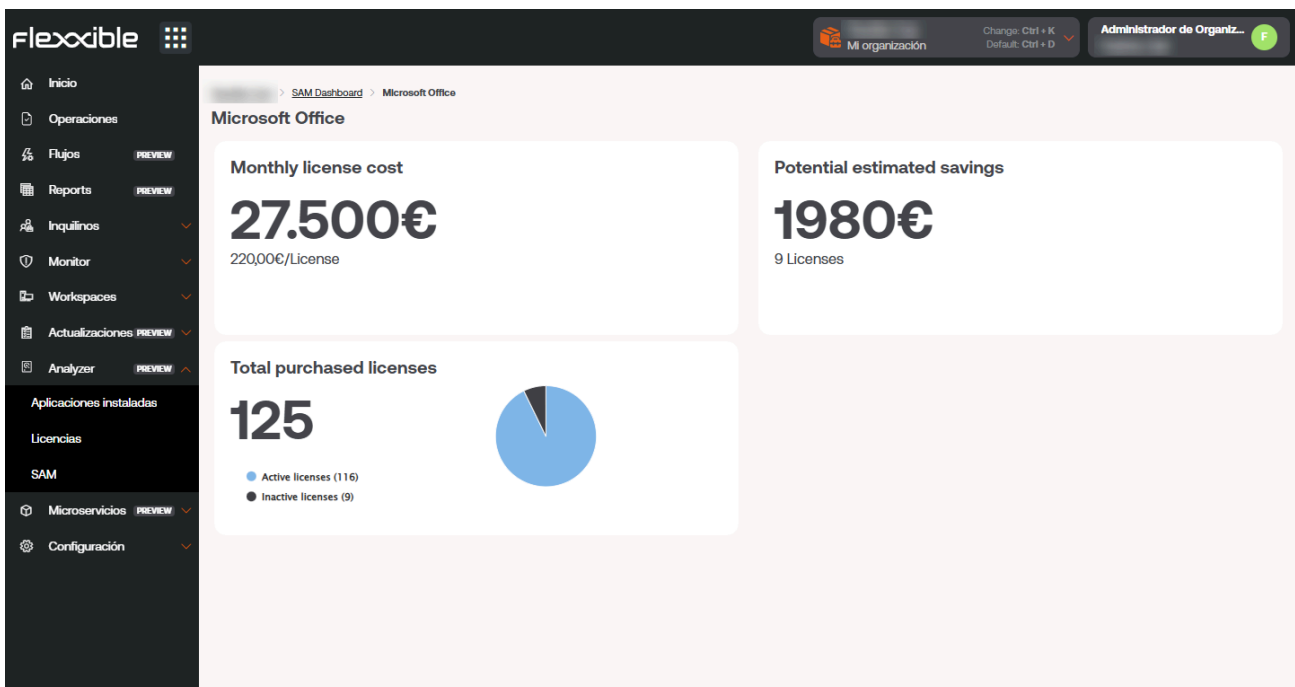 flexxible
Mi organización
Change: Ctrl + K
Default: Ctrl + D
Administrador de Organiz...
F
Inicio
Operaciones
Flujos PREVIEW
Reports PREVIEW
Inquilinos
Monitor
Workspaces
Actualizaciones PREVIEW
Analyzer PREVIEW
Aplicaciones instaladas
Licencias
SAM
Microservicios PREVIEW
Configuración
> SAM Dashboard > Microsoft Office
Microsoft Office
Monthly license cost
27.500€
220,00€/License
Potential estimated savings
1980€
9 Licenses
Total purchased licenses
125
Active licenses (116)
Inactive licenses (9)